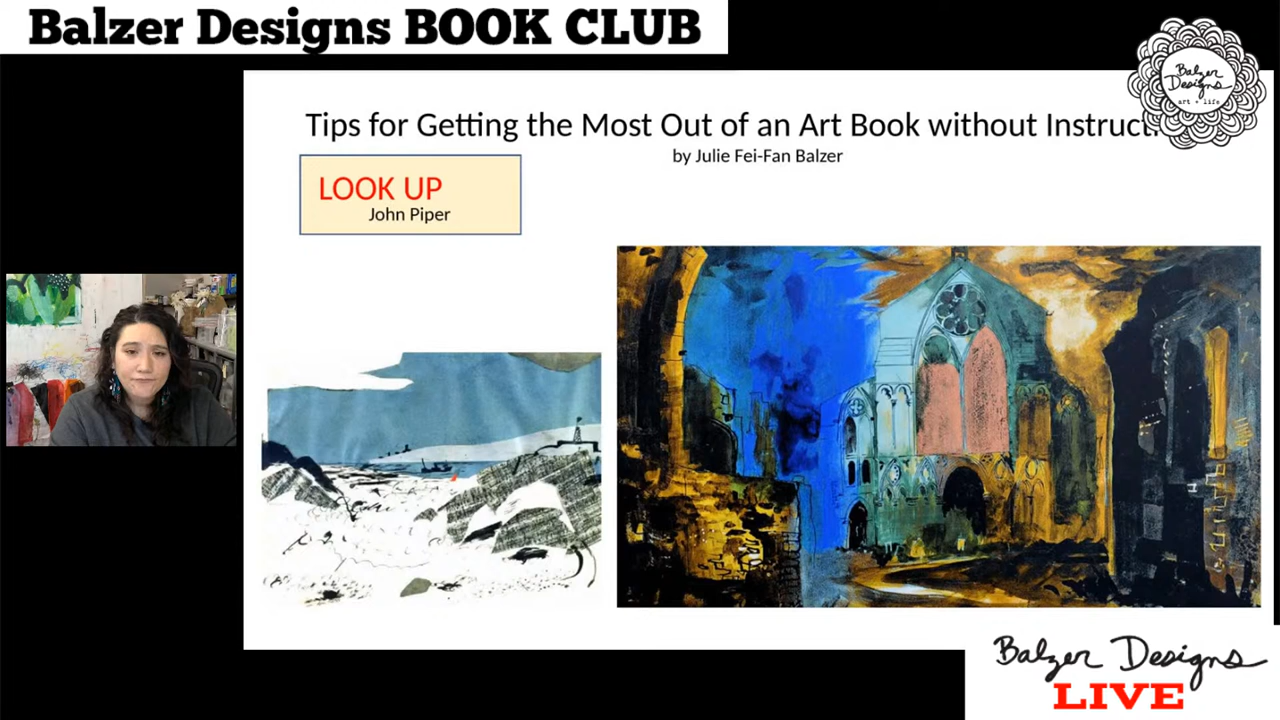 Balzer Designs BOOK CLUB
Balzer
Designs
art + life
Tips for Getting the Most Out of an Art Book without
by Julie Fei-Fan Balzer
LOOK UP
John Piper
Balzer Designs
LIVE